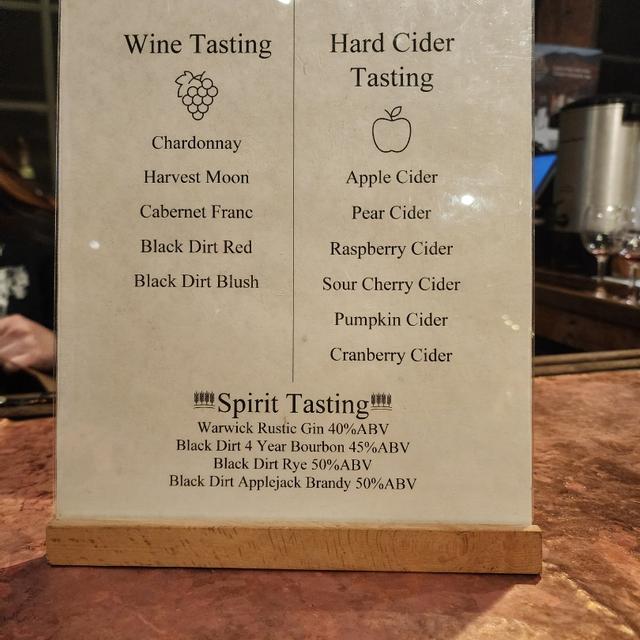 Wine Tasting
Chardonnay
Harvest Moon
Cabernet Franc
Black Dirt Red
Black Dirt Blush
Hard Cider
Tasting
Apple Cider
Pear Cider
Raspberry Cider
Sour Cherry Cider
Pumpkin Cider
Cranberry Cider
Spirit Tasting
Warwick Rustic Gin 40%ABV
Black Dirt 4 Year Bourbon 45%ABV
Black Dirt Rye 50%ABV
Black Dirt Applejack Brandy 50%ABV